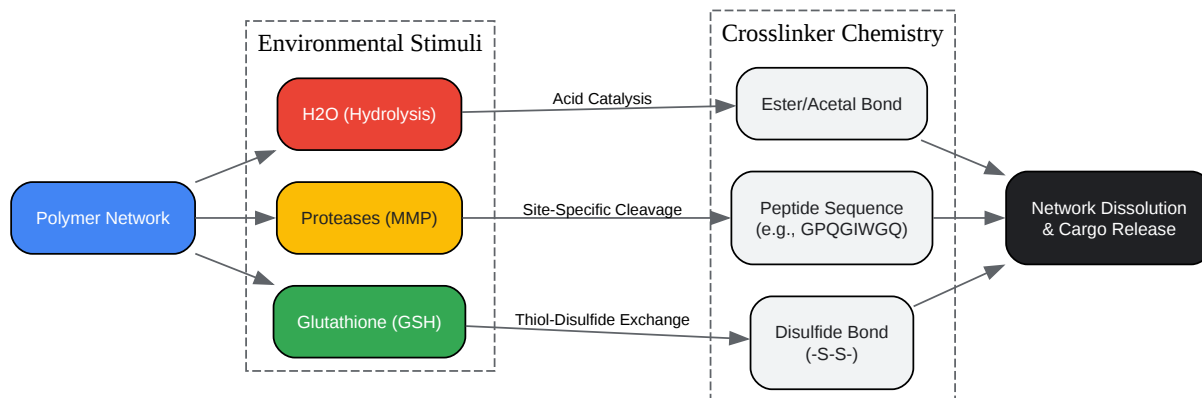 Environmental Stimuli
Crosslinker Chemistry
H2O (Hydrolysis)
Acid Catalysis
Ester/Acetal Bond
Polymer Network
Proteases (MMP)
Site-Specific Cleavage
Peptide Sequence
(e.g., GPQGIWGQ)
Network Dissolution
& Cargo Release
Glutathione (GSH)
Thiol-Disulfide Exchange
Disulfide Bond
(-S-S-)